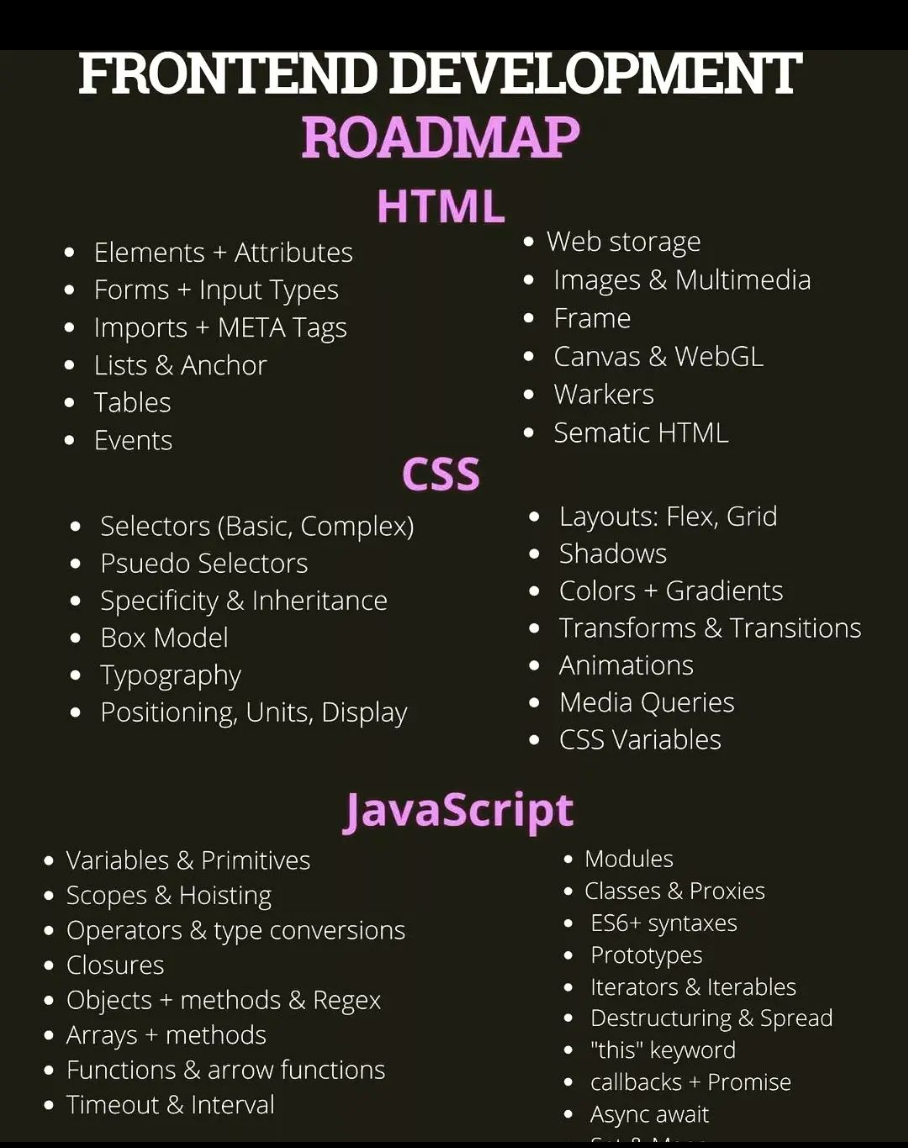 FRONTEND DEVELOPMENT
ROADMAP
HTML
Elements + Attributes
Forms + Input Types
Imports + META Tags
Lists & Anchor
Tables
Events
Web storage
Images & Multimedia
Frame
Canvas & WebGL
Warkers
Sematic HTML
CSS
Selectors (Basic, Complex)
Psuedo Selectors
Specificity & Inheritance
Box Model
Typography
Positioning, Units, Display
Layouts: Flex, Grid
Shadows
Colors + Gradients
Transforms & Transitions
Animations
Media Queries
CSS Variables
JavaScript
Variables & Primitives
Scopes & Hoisting
Operators & type conversions
Closures
Objects + methods & Regex
Arrays + methods
Functions & arrow functions
Timeout & Interval
Modules
Classes & Proxies
ES6+ syntaxes
Prototypes
Iterators & Iterables
Destructuring & Spread
"this" keyword
callbacks + Promise
Async await